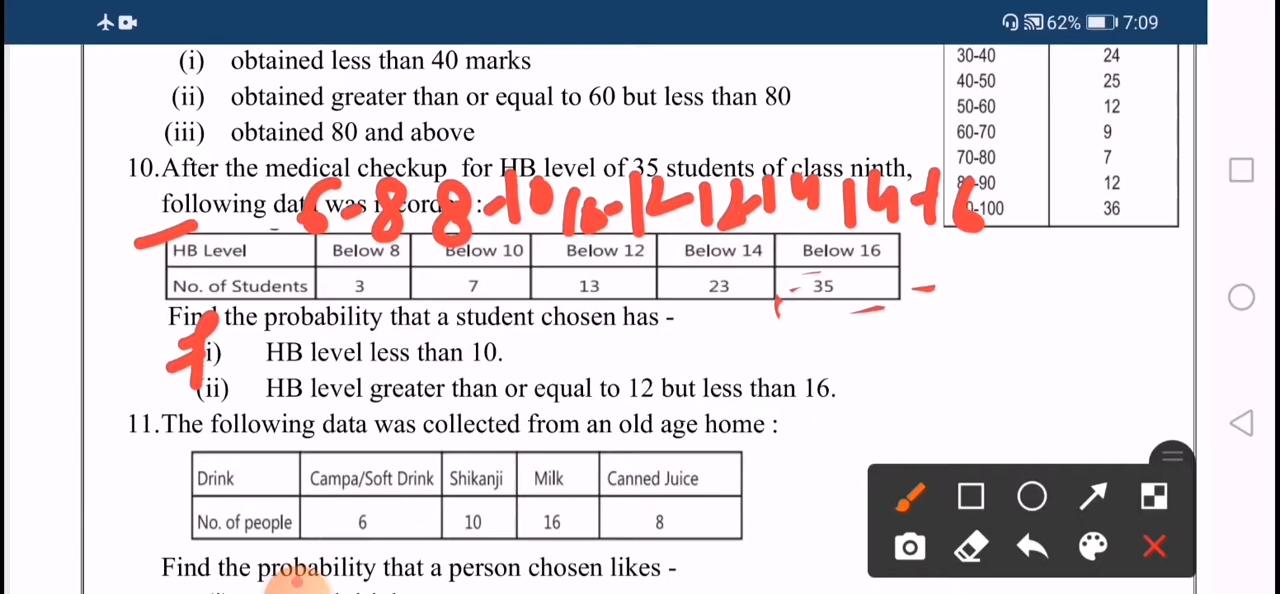 62% 7:09
(i) obtained less than 40 marks
(ii) obtained greater than or equal to 60 but less than 80
(iii) obtained 80 and above
30-40 24
40-50 25
50-60 12
60-70 9
70-80 7
-90 12
-100 36
10. After the medical checkup for HB level of 35 students of class ninth,
following data was recorded :
6-8 8-10 10-12 12-14 14-16
HB Level Below 8 Below 10 Below 12 Below 14 Below 16
No. of Students 3 7 13 23 35
f
Find the probability that a student chosen has -
(i) HB level less than 10.
(ii) HB level greater than or equal to 12 but less than 16.
11. The following data was collected from an old age home :
Drink Campa/Soft Drink Shikanji Milk Canned Juice
No. of people 6 10 16 8
Find the probability that a person chosen likes -